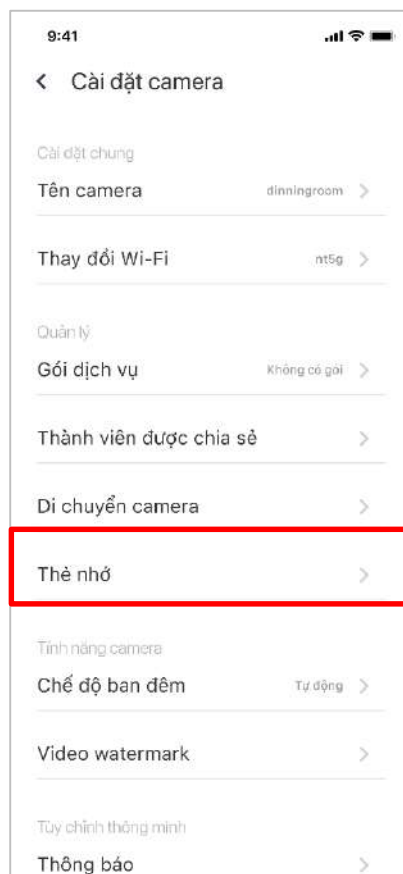 9:41
Cài đặt camera
Cài đặt chung
Tên camera dinningroom
Thay đổi Wi-Fi nt5g
Quản lý
Gói dịch vụ Không có gói
Thành viên được chia sẻ
Di chuyển camera
Thẻ nhớ
Tính năng camera
Chế độ ban đêm Tự động
Video watermark
Tùy chỉnh thông minh
Thông báo